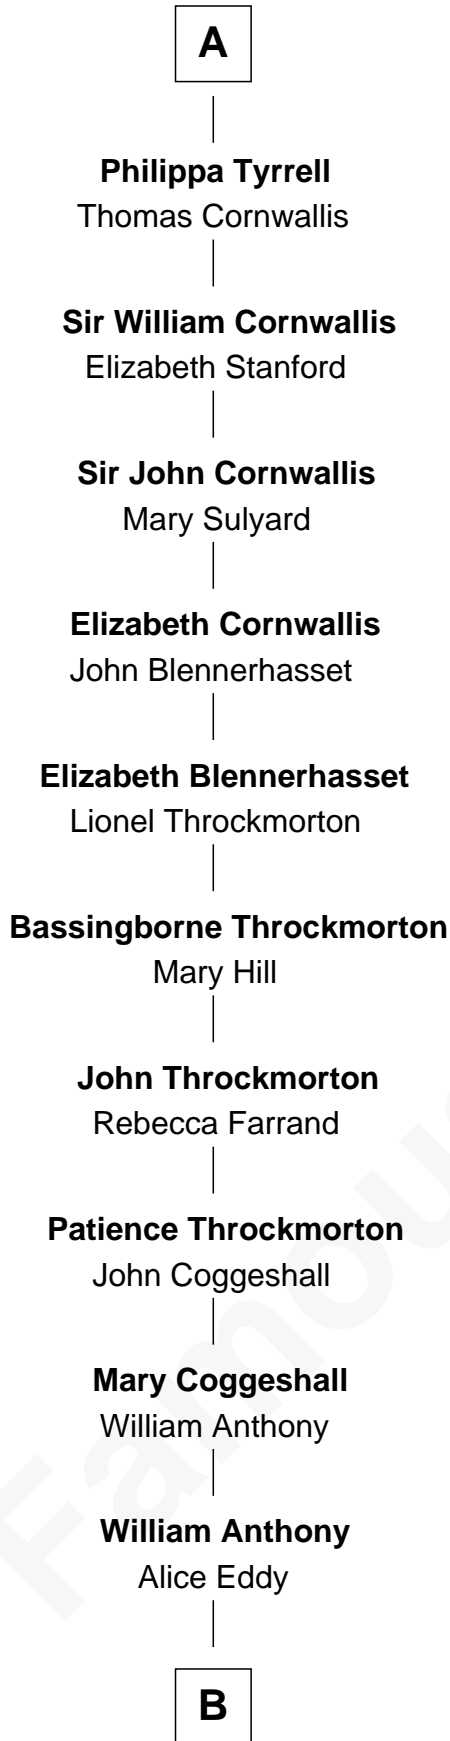 A
Philippa Tyrrell
Thomas Cornwallis
Sir William Cornwallis
Elizabeth Stanford
Sir John Cornwallis
Mary Sulyard
Elizabeth Cornwallis
John Blennerhasset
Elizabeth Blennerhasset
Lionel Throckmorton
Bassingborne Throckmorton
Mary Hill
John Throckmorton
Rebecca Farrand
Patience Throckmorton
John Coggeshall
Mary Coggeshall
William Anthony
William Anthony
Alice Eddy
B